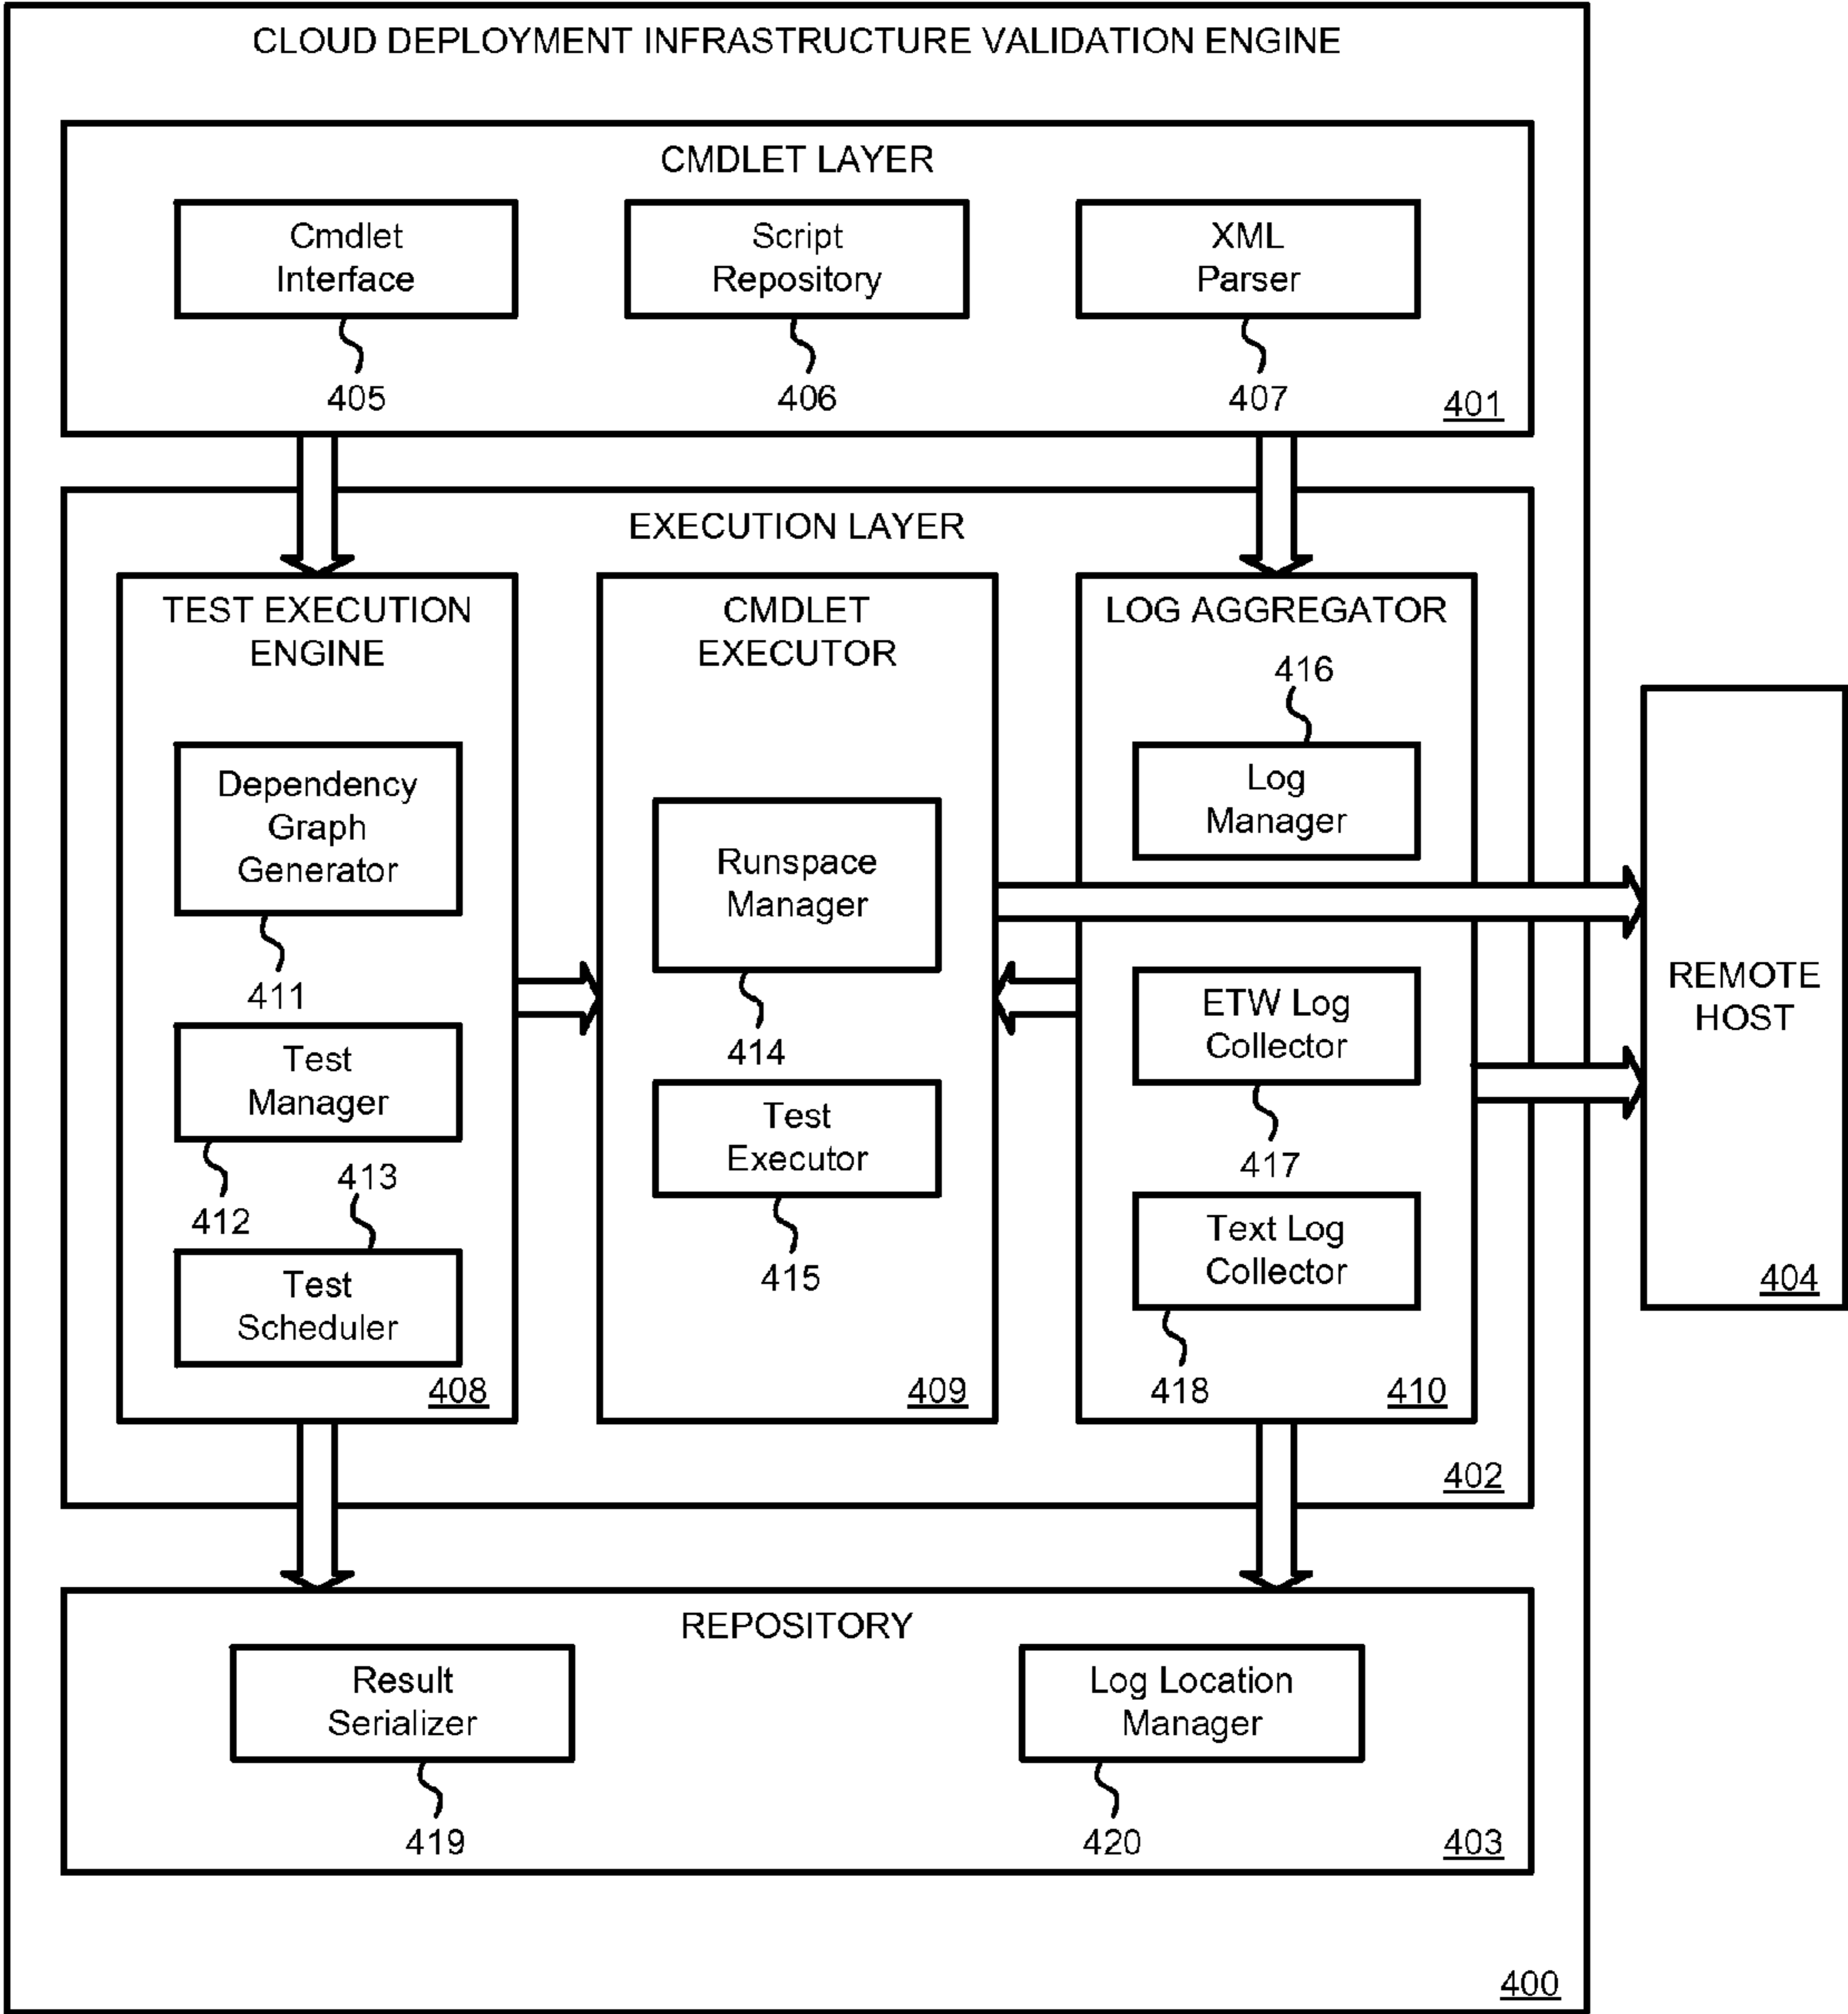 CLOUD DEPLOYMENT INFRASTRUCTURE VALIDATION ENGINE
CMDLET LAYER
Cmdlet
Interface
405
Script
Repository
406
XML
Parser
407
401
EXECUTION LAYER
TEST EXECUTION
ENGINE
Dependency
Graph
Generator
411
Test
Manager
412
413
Test
Scheduler
408
CMDLET
EXECUTOR
Runspace
Manager
414
Test
Executor
415
409
LOG AGGREGATOR
416
Log
Manager
ETW Log
Collector
417
Text Log
Collector
418
410
402
REMOTE
HOST
404
REPOSITORY
Result
Serializer
419
Log Location
Manager
420
403
400